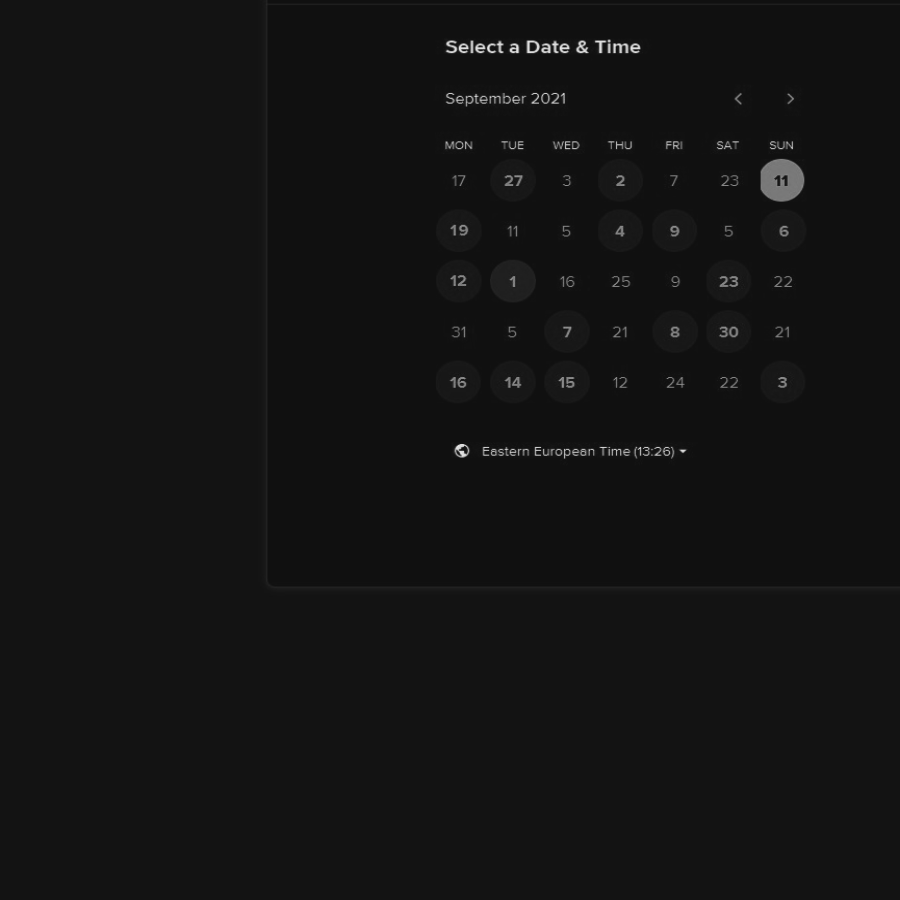 Select a Date & Time
September 2021
MON TUE WED THU FRI SAT SUN
17 27 3 2 7 23 11
19 11 5 4 9 5 6
12 1 16 25 9 23 22
31 5 7 21 8 30 21
16 14 15 12 24 22 3
Eastern European Time (13:26)